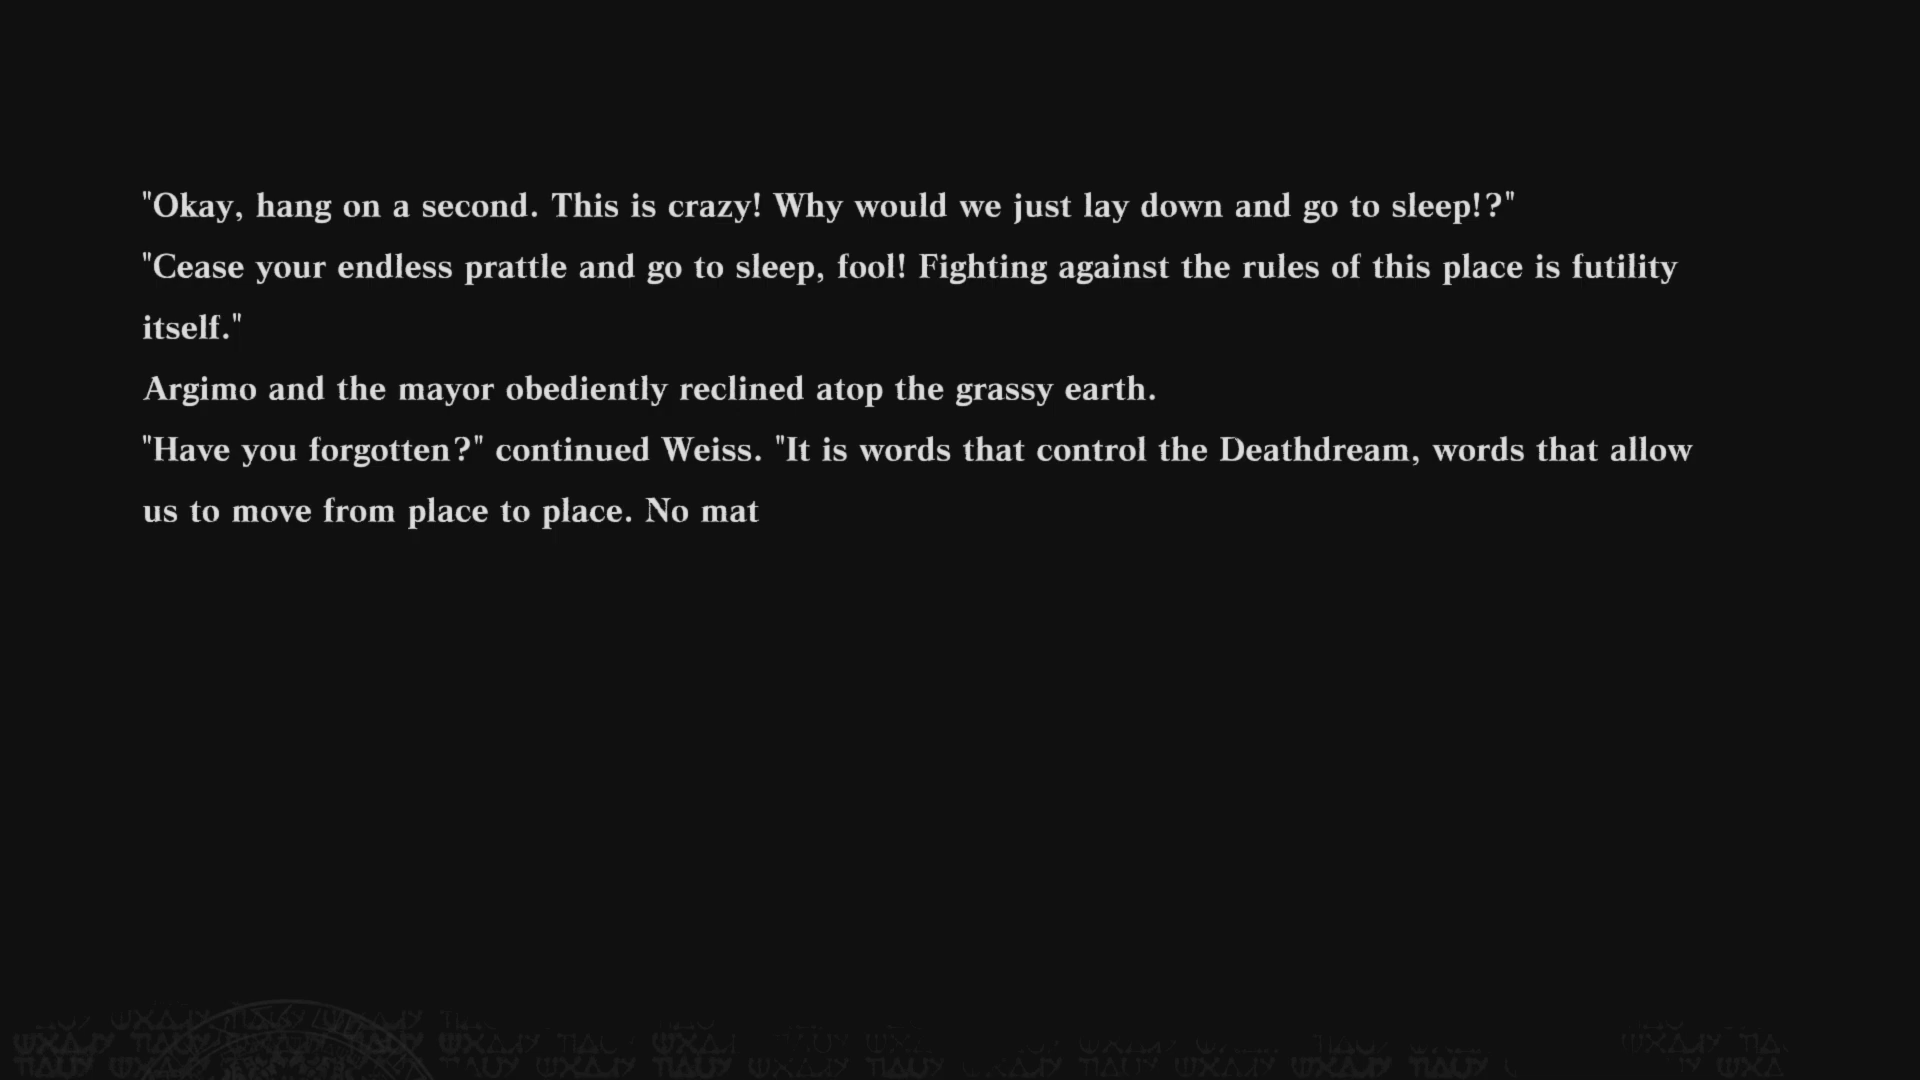 "Okay, hang on a second. This is crazy! Why would we just lay down and go to sleep!?"
"Cease your endless prattle and go to sleep, fool! Fighting against the rules of this place is futility
itself."
Argimo and the mayor obediently reclined atop the grassy earth.
"Have you forgotten?" continued Weiss. "It is words that control the Deathdream, words that allow
us to move from place to place. No mat